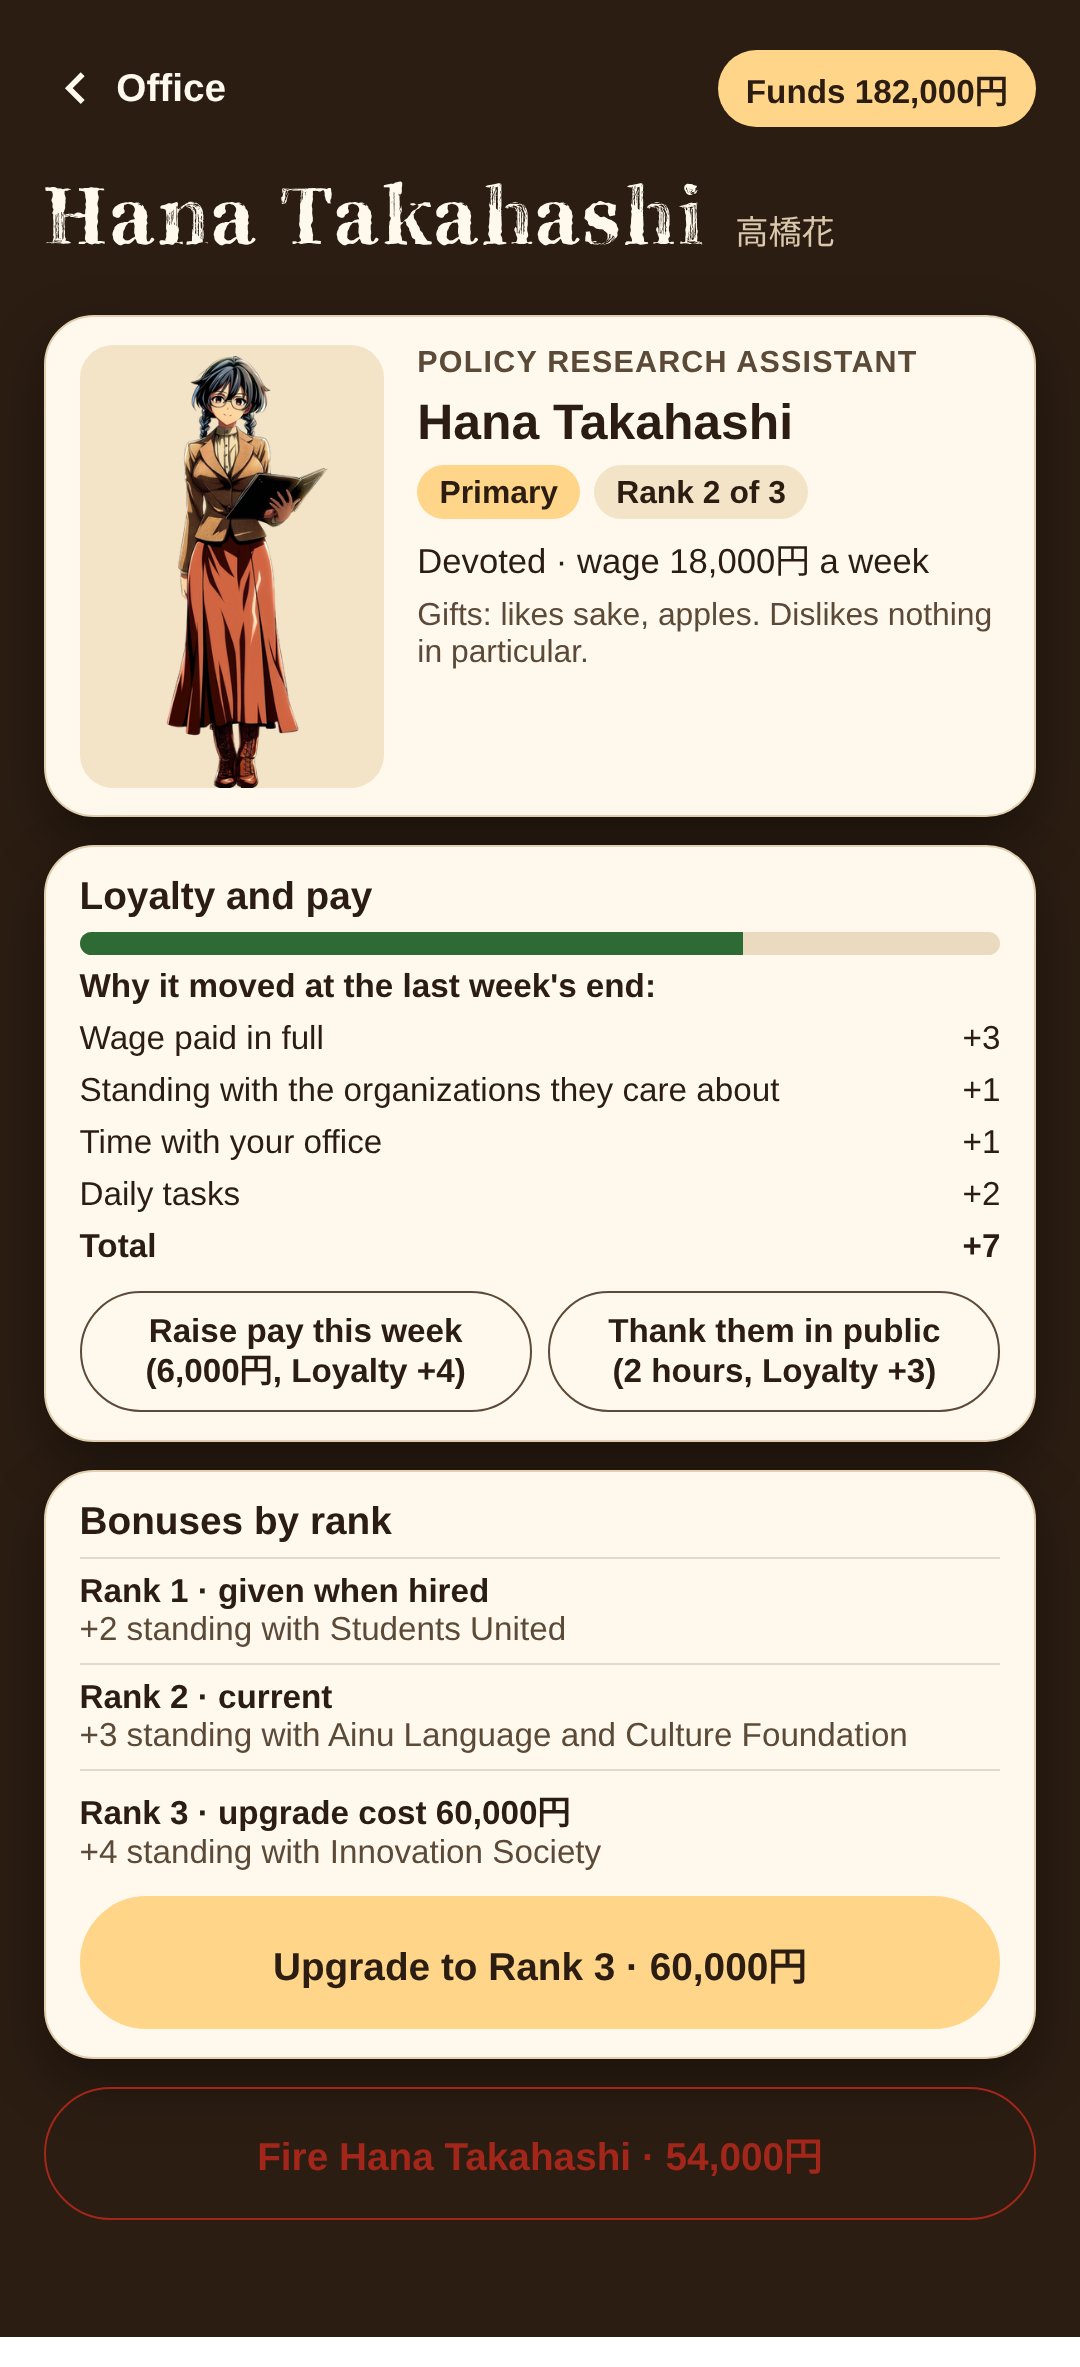 Office
Funds 182,000円
Hana Takahashi 高橋花
POLICY RESEARCH ASSISTANT
Hana Takahashi
Primary
Rank 2 of 3
Devoted · wage 18,000円 a week
Gifts: likes sake, apples. Dislikes nothing
in particular.
Loyalty and pay
Why it moved at the last week's end:
Wage paid in full +3
Standing with the organizations they care about +1
Time with your office +1
Daily tasks +2
Total +7
Raise pay this week
(6,000円, Loyalty +4)
Thank them in public
(2 hours, Loyalty +3)
Bonuses by rank
Rank 1 · given when hired
+2 standing with Students United
Rank 2 · current
+3 standing with Ainu Language and Culture Foundation
Rank 3 · upgrade cost 60,000円
+4 standing with Innovation Society
Upgrade to Rank 3 · 60,000円
Fire Hana Takahashi · 54,000円